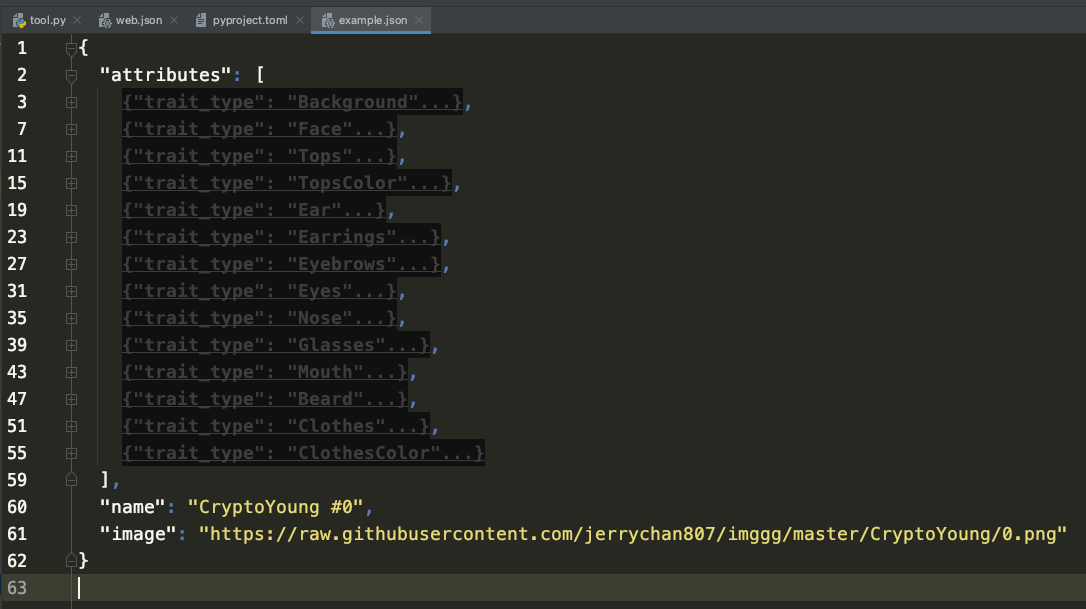 tool.py web.json pyproject.toml example.json
1 {
2 "attributes": [
3 {"trait_type": "Background"...},
7 {"trait_type": "Face"...},
11 {"trait_type": "Tops"...},
15 {"trait_type": "TopsColor"...},
19 {"trait_type": "Ear"...},
23 {"trait_type": "Earrings"...},
27 {"trait_type": "Eyebrows"...},
31 {"trait_type": "Eyes"...},
35 {"trait_type": "Nose"...},
39 {"trait_type": "Glasses"...},
43 {"trait_type": "Mouth"...},
47 {"trait_type": "Beard"...},
51 {"trait_type": "Clothes"...},
55 {"trait_type": "ClothesColor"...}
59 ],
60 "name": "CryptoYoung #0",
61 "image": "https://raw.githubusercontent.com/jerrychan807/imggg/master/CryptoYoung/0.png"
62 }
63